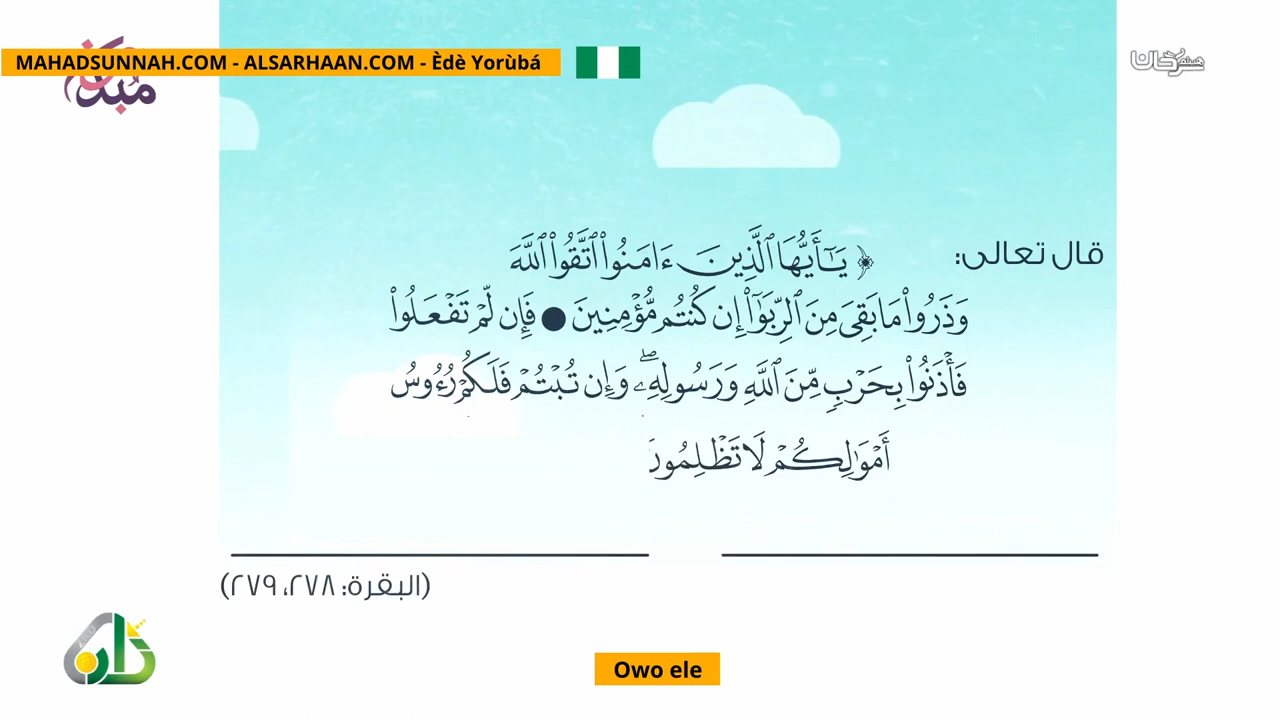 MAHADSUNNAH.COM - ALSARHAAN.COM - Èdè Yorùbá
قال تعالى:
﴿ يَـٰٓأَيُّهَا ٱلَّذِينَ ءَامَنُوا۟ ٱتَّقُوا۟ ٱللَّهَ
وَذَرُوا۟ مَا بَقِىَ مِنَ ٱلرِّبَوٰٓا۟ إِن كُنتُم مُّؤْمِنِينَ ● فَإِن لَّمْ تَفْعَلُوا۟
فَأْذَنُوا۟ بِحَرْبٍ مِّنَ ٱللَّهِ وَرَسُولِهِۦ ۖ وَإِن تُبْتُمْ فَلَكُمْ رُءُوسُ
أَمْوَٰلِكُمْ لَا تَظْلِمُونَ
(البقرة: ٢٧٨، ٢٧٩)
Owo ele